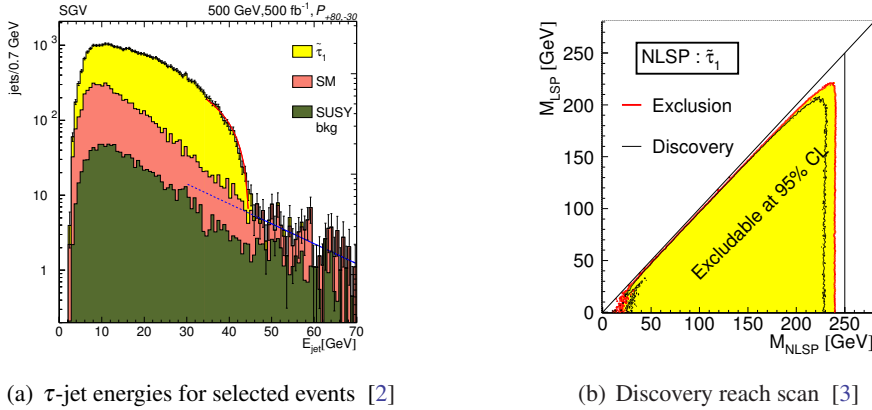 SGV
500 GeV,500 fb⁻¹, P₊₈₀,₋₃₀
jets/0.7 GeV
10³
10²
10
1
τ̃₁
SM
SUSY
bkg
0 10 20 30 40 50 60 70
E_jet[GeV]
(a) τ-jet energies for selected events [2]
M_LSP [GeV]
250
200
150
100
50
0
NLSP : τ̃₁
Exclusion
Discovery
Excludable at 95% CL
0 50 100 150 200 250
M_NLSP [GeV]
(b) Discovery reach scan [3]